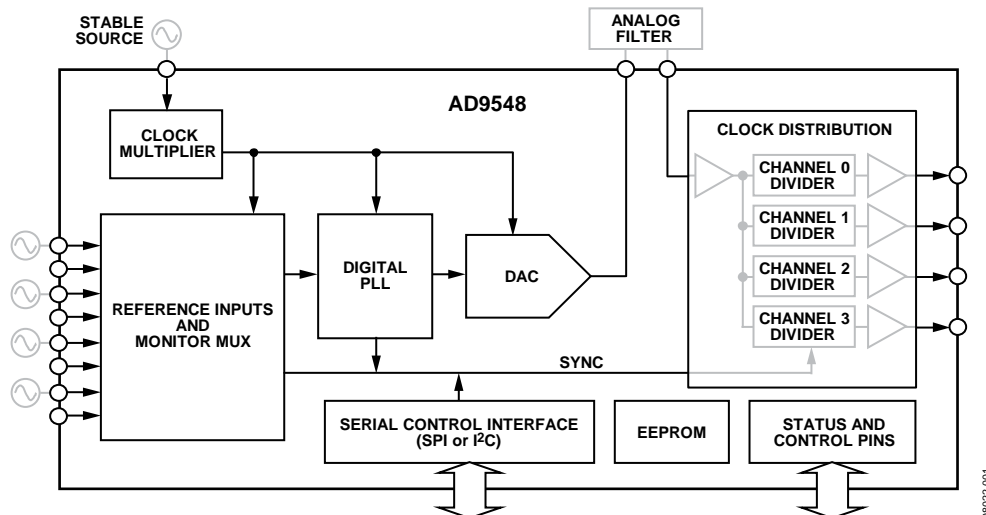 STABLE
SOURCE
ANALOG
FILTER
AD9548
CLOCK
MULTIPLIER
CLOCK DISTRIBUTION
CHANNEL 0
DIVIDER
CHANNEL 1
DIVIDER
CHANNEL 2
DIVIDER
CHANNEL 3
DIVIDER
REFERENCE INPUTS
AND
MONITOR MUX
DIGITAL
PLL
DAC
SYNC
SERIAL CONTROL INTERFACE
(SPI or I²C)
EEPROM
STATUS AND
CONTROL PINS
08022-001